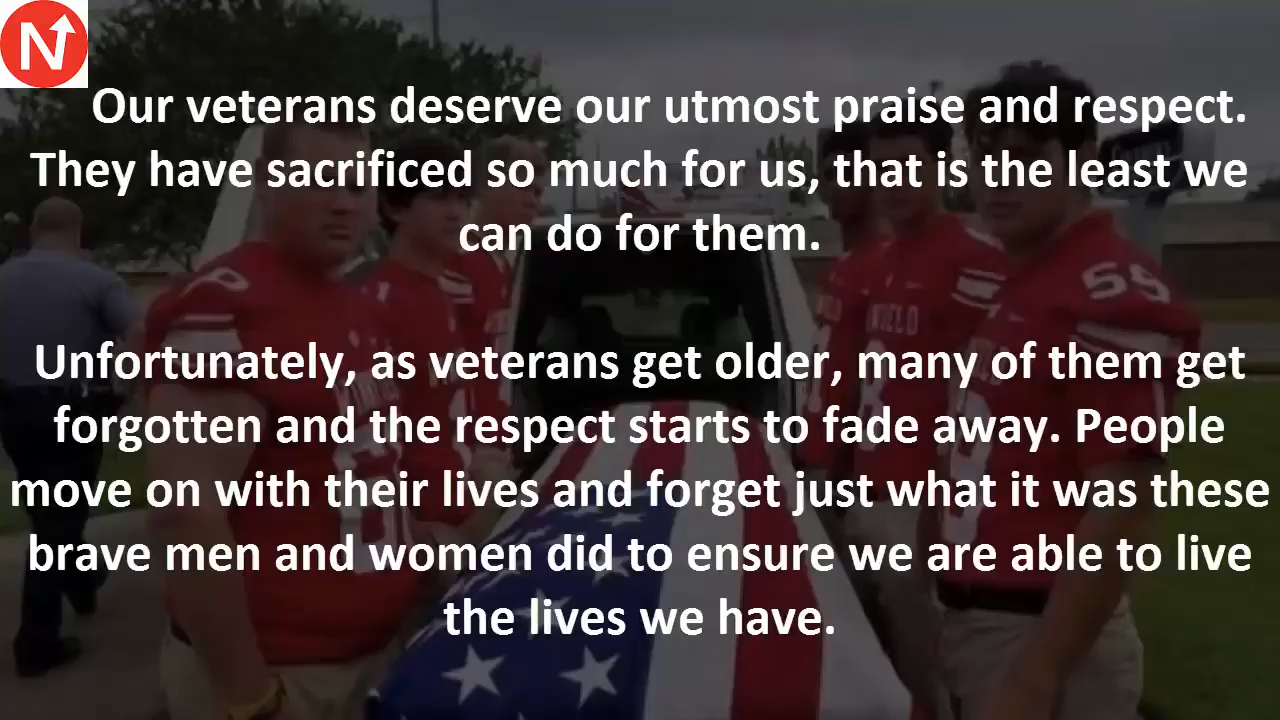 N
Our veterans deserve our utmost praise and respect.
They have sacrificed so much for us, that is the least we
can do for them.
Unfortunately, as veterans get older, many of them get
forgotten and the respect starts to fade away. People
move on with their lives and forget just what it was these
brave men and women did to ensure we are able to live
the lives we have.
55